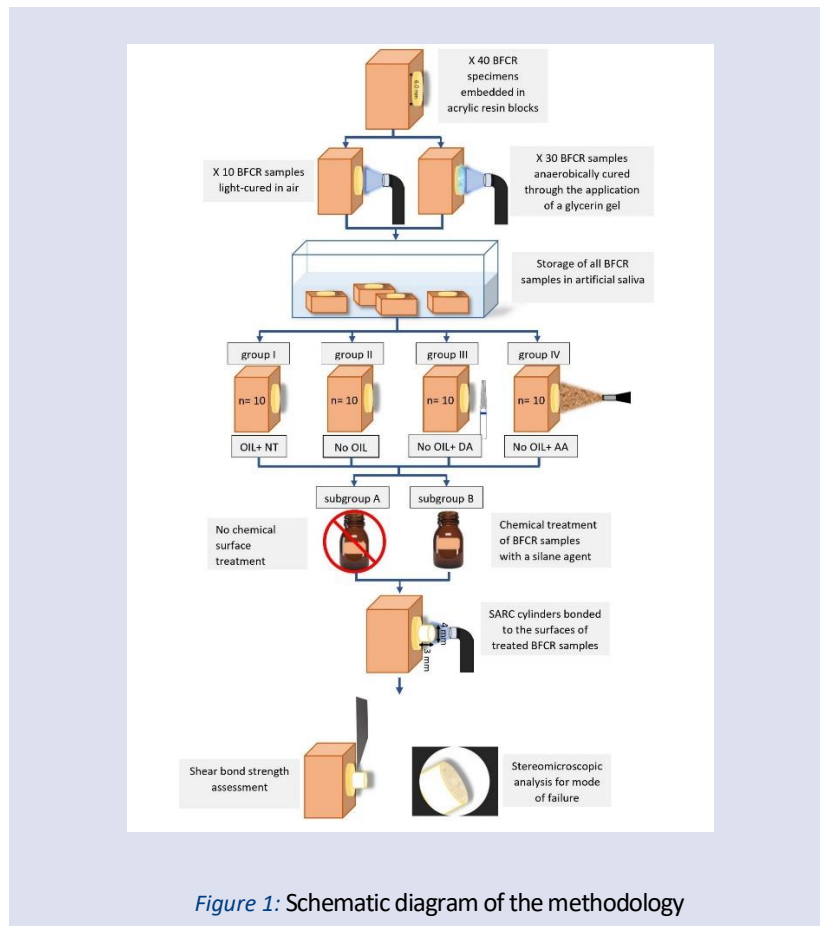 X 40 BFCR
specimens
embedded in
acrylic resin blocks
6.0 mm
X 10 BFCR samples
light-cured in air
X 30 BFCR samples
anaerobically cured
through the application
of a glycerin gel
Storage of all BFCR
samples in artificial saliva
group I
group II
group III
group IV
n= 10
n= 10
n= 10
n= 10
OIL+ NT
No OIL
No OIL+ DA
No OIL+ AA
subgroup A
subgroup B
No chemical
surface
treatment
Chemical treatment
of BFCR samples
with a silane agent
4 mm
3 mm
SARC cylinders bonded
to the surfaces of
treated BFCR samples
Shear bond strength
assessment
Stereomicroscopic
analysis for mode
of failure
Figure 1: Schematic diagram of the methodology